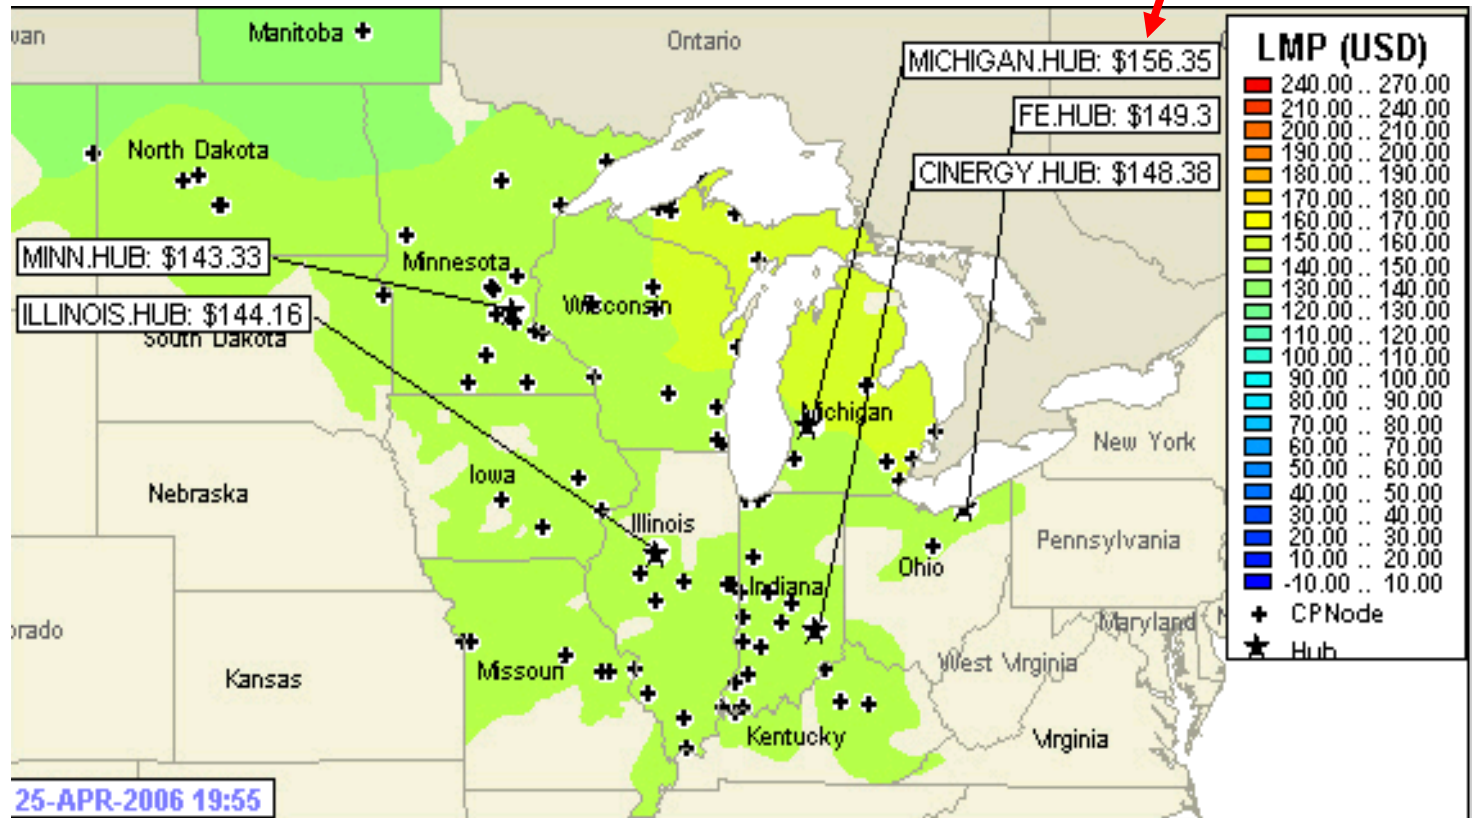 Manitoba
Ontario
MICHIGAN.HUB: $156.35
FE.HUB: $149.3
CINERGY.HUB: $148.38
North Dakota
MINN.HUB: $143.33
Minnesota
ILLINOIS.HUB: $144.16
Wisconsin
South Dakota
Michigan
New York
Iowa
Nebraska
Illinois
Pennsylvania
Ohio
Indiana
Maryland
West Virginia
Missouri
Kansas
Kentucky
Virginia
25-APR-2006 19:55
LMP (USD)
240.00 .. 270.00
210.00 .. 240.00
200.00 .. 210.00
190.00 .. 200.00
180.00 .. 190.00
170.00 .. 180.00
160.00 .. 170.00
150.00 .. 160.00
140.00 .. 150.00
130.00 .. 140.00
120.00 .. 130.00
110.00 .. 120.00
100.00 .. 110.00
90.00 .. 100.00
80.00 .. 90.00
70.00 .. 80.00
60.00 .. 70.00
50.00 .. 60.00
40.00 .. 50.00
30.00 .. 40.00
20.00 .. 30.00
10.00 .. 20.00
-10.00 .. 10.00
CPNode
Hub